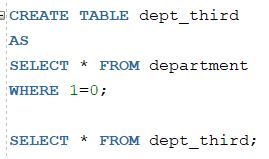 CREATE TABLE dept_third
AS
SELECT * FROM department
WHERE 1=0;
SELECT * FROM dept_third;